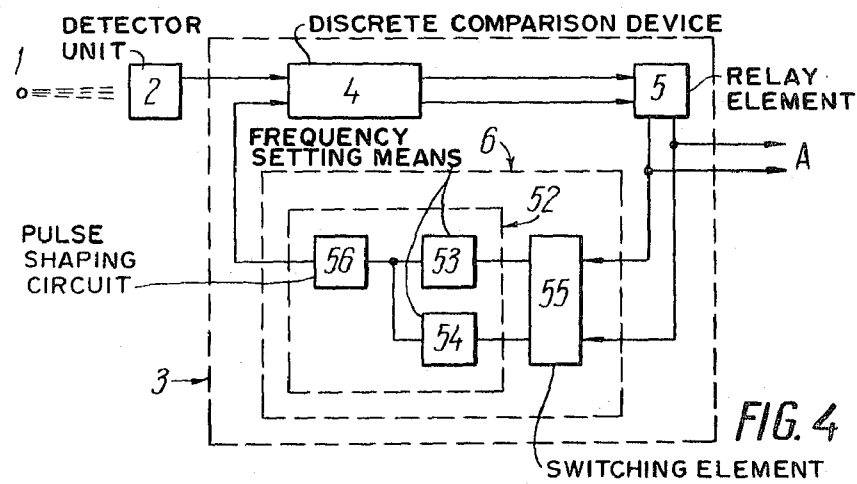 DETECTOR
UNIT
DISCRETE COMPARISON DEVICE
1
2
4
5
RELAY
ELEMENT
FREQUENCY
SETTING MEANS
6
A
52
PULSE
SHAPING
CIRCUIT
56
53
55
54
3
FIG. 4
SWITCHING ELEMENT